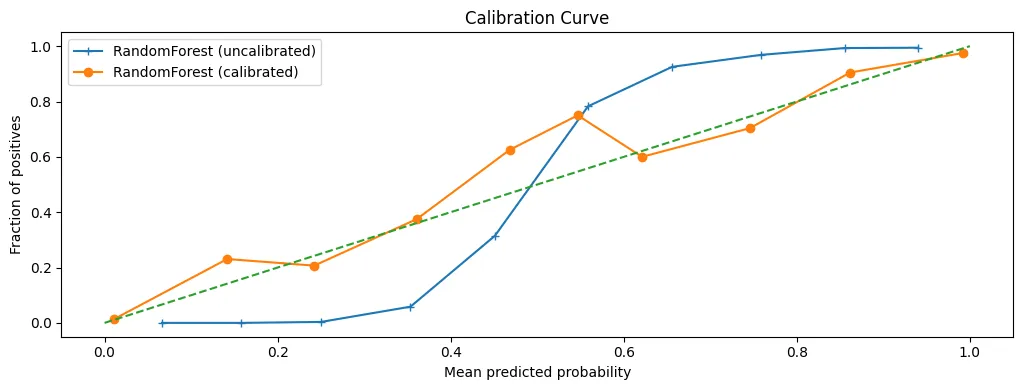 Calibration Curve
RandomForest (uncalibrated)
RandomForest (calibrated)
1.0
0.8
0.6
0.4
0.2
0.0
Fraction of positives
0.0 0.2 0.4 0.6 0.8 1.0
Mean predicted probability